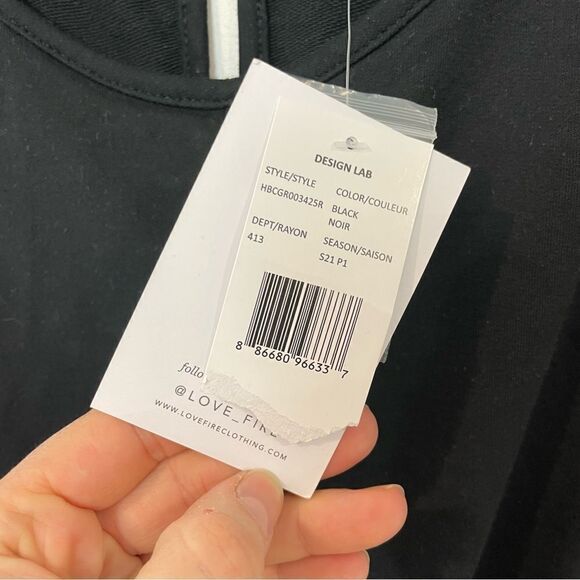 DESIGN LAB
STYLE/STYLE COLOR/COULEUR
HBCGR003425R BLACK
NOIR
DEPT/RAYON SEASON/SAISON
413 S21 P1
8 86680 96633 7
follo
@LOVE_FIRE
WWW.LOVEFIRECLOTHING.COM